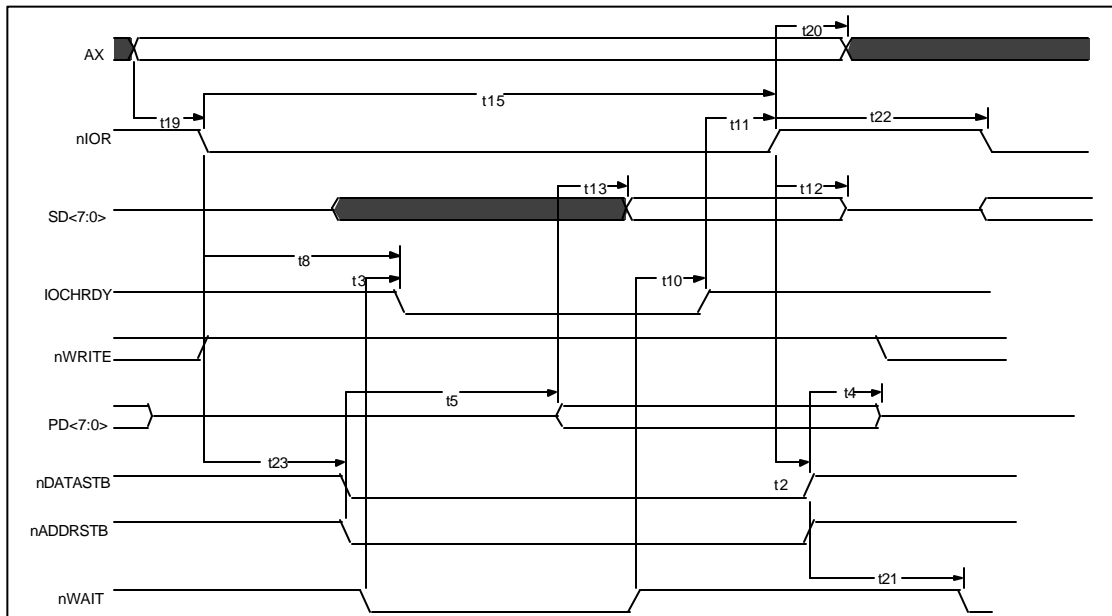 t20
AX
t15
t19
t11
t22
nIOR
t13
t12
SD<7:0>
t8
t3
t10
IOCHRDY
nWRITE
t5
t4
PD<7:0>
t23
nDATASTB
t2
nADDRSTB
t21
nWAIT